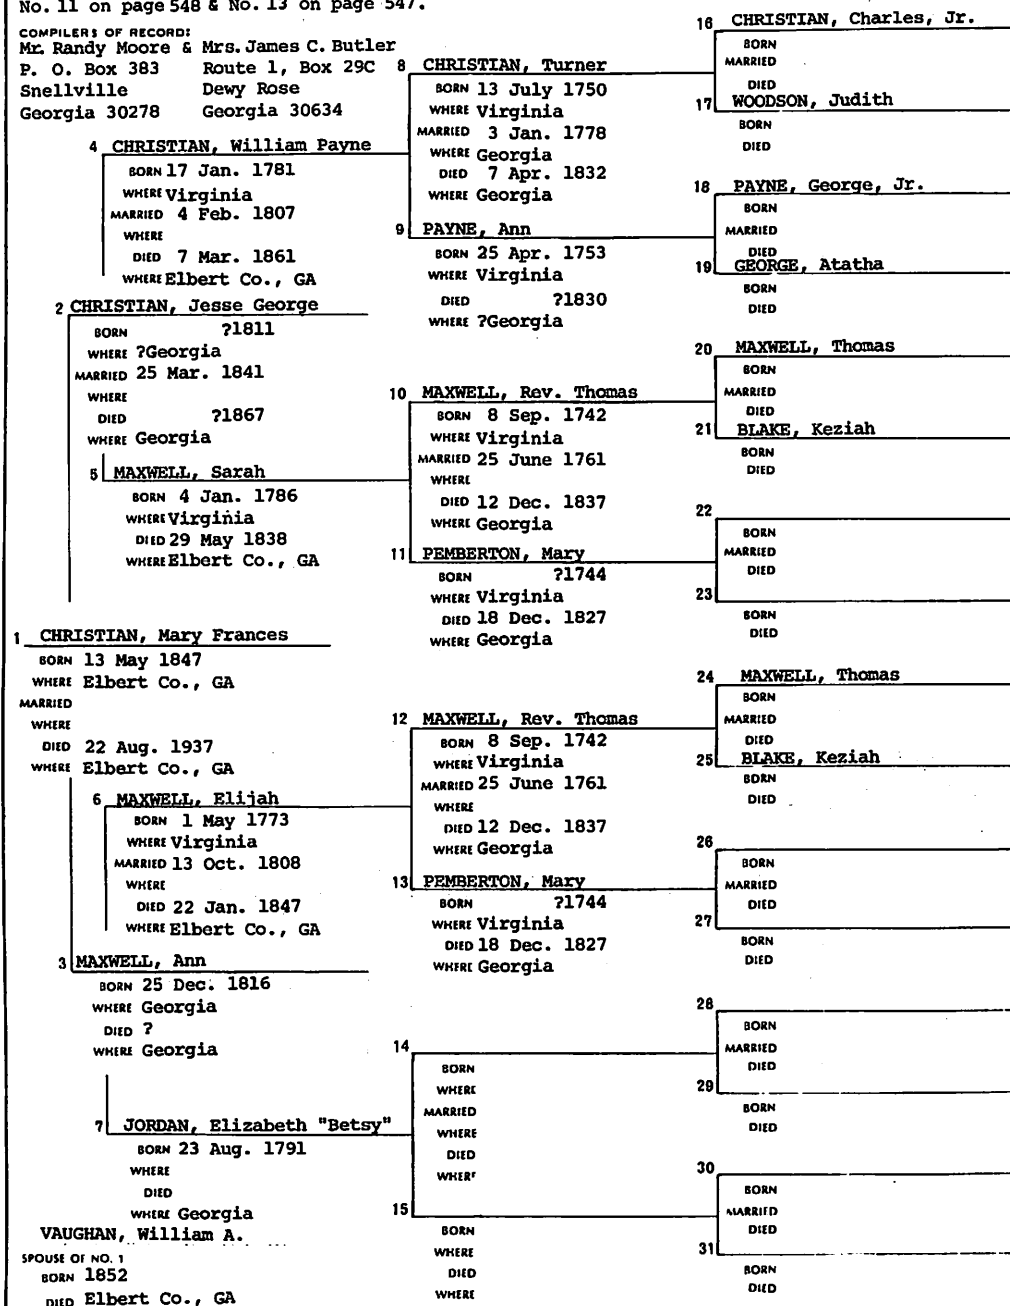 No. 11 on page 548 & No. 13 on page 547.
COMPILERS OF RECORD:
Mr. Randy Moore & Mrs. James C. Butler
P. O. Box 383 Route 1, Box 29C
Snellville Dewy Rose
Georgia 30278 Georgia 30634
4 CHRISTIAN, William Payne
BORN 17 Jan. 1781
WHERE Virginia
MARRIED 4 Feb. 1807
WHERE
DIED 7 Mar. 1861
WHERE Elbert Co., GA
2 CHRISTIAN, Jesse George
BORN ?1811
WHERE ?Georgia
MARRIED 25 Mar. 1841
WHERE
DIED ?1867
WHERE Georgia
5 MAXWELL, Sarah
BORN 4 Jan. 1786
WHERE Virginia
DIED 29 May 1838
WHERE Elbert Co., GA
1 CHRISTIAN, Mary Frances
BORN 13 May 1847
WHERE Elbert Co., GA
MARRIED
WHERE
DIED 22 Aug. 1937
WHERE Elbert Co., GA
6 MAXWELL, Elijah
BORN 1 May 1773
WHERE Virginia
MARRIED 13 Oct. 1808
WHERE
DIED 22 Jan. 1847
WHERE Elbert Co., GA
3 MAXWELL, Ann
BORN 25 Dec. 1816
WHERE Georgia
DIED ?
WHERE Georgia
7 JORDAN, Elizabeth "Betsy"
BORN 23 Aug. 1791
WHERE
DIED
WHERE Georgia
VAUGHAN, William A.
SPOUSE OF NO. 1
BORN 1852
DIED Elbert Co., GA
8 CHRISTIAN, Turner
BORN 13 July 1750
WHERE Virginia
MARRIED 3 Jan. 1778
WHERE Georgia
DIED 7 Apr. 1832
WHERE Georgia
9 PAYNE, Ann
BORN 25 Apr. 1753
WHERE Virginia
DIED ?1830
WHERE ?Georgia
10 MAXWELL, Rev. Thomas
BORN 8 Sep. 1742
WHERE Virginia
MARRIED 25 June 1761
WHERE
DIED 12 Dec. 1837
WHERE Georgia
11 PEMBERTON, Mary
BORN ?1744
WHERE Virginia
DIED 18 Dec. 1827
WHERE Georgia
12 MAXWELL, Rev. Thomas
BORN 8 Sep. 1742
WHERE Virginia
MARRIED 25 June 1761
WHERE
DIED 12 Dec. 1837
WHERE Georgia
13 PEMBERTON, Mary
BORN ?1744
WHERE Virginia
DIED 18 Dec. 1827
WHERE Georgia
14
BORN
WHERE
MARRIED
WHERE
DIED
WHERE
15
BORN
WHERE
DIED
WHERE
16 CHRISTIAN, Charles, Jr.
BORN
MARRIED
DIED
17 WOODSON, Judith
BORN
DIED
18 PAYNE, George, Jr.
BORN
MARRIED
DIED
19 GEORGE, Atatha
BORN
DIED
20 MAXWELL, Thomas
BORN
MARRIED
DIED
21 BLAKE, Keziah
BORN
DIED
22
BORN
MARRIED
DIED
23
BORN
DIED
24 MAXWELL, Thomas
BORN
MARRIED
DIED
25 BLAKE, Keziah
BORN
DIED
26
BORN
MARRIED
DIED
27
BORN
DIED
28
BORN
MARRIED
DIED
29
BORN
DIED
30
BORN
MARRIED
DIED
31
BORN
DIED